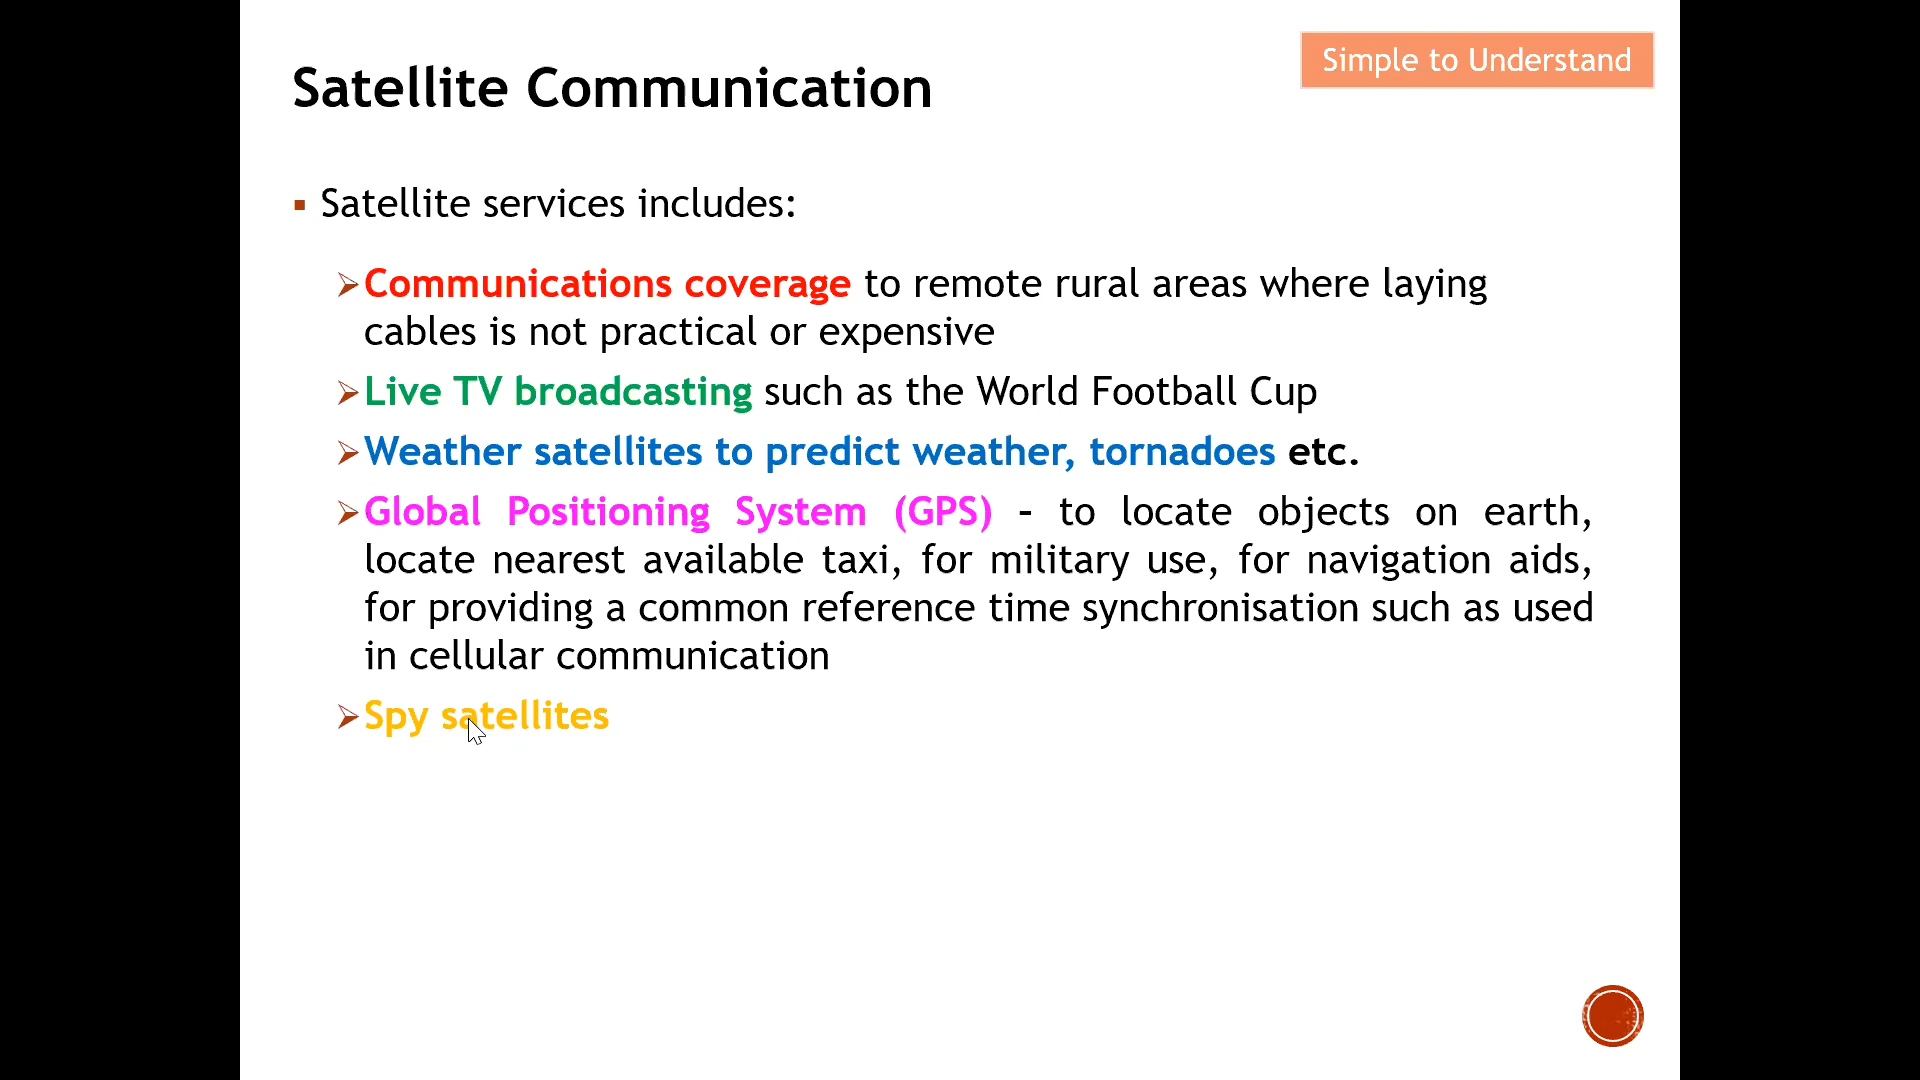 Simple to Understand
Satellite Communication
Satellite services includes:
Communications coverage to remote rural areas where laying
cables is not practical or expensive
Live TV broadcasting such as the World Football Cup
Weather satellites to predict weather, tornadoes etc.
Global Positioning System (GPS) – to locate objects on earth,
locate nearest available taxi, for military use, for navigation aids,
for providing a common reference time synchronisation such as used
in cellular communication
Spy satellites